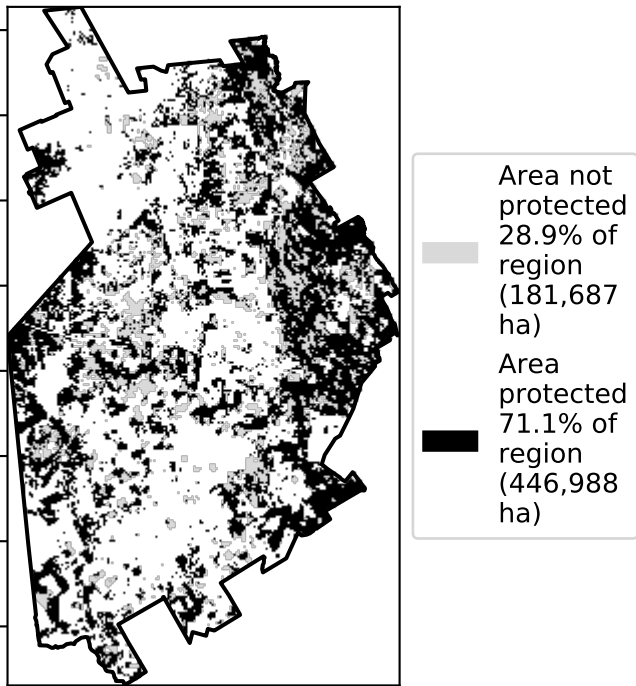 Area not
protected
28.9% of
region
(181,687
ha)
Area
protected
71.1% of
region
(446,988
ha)